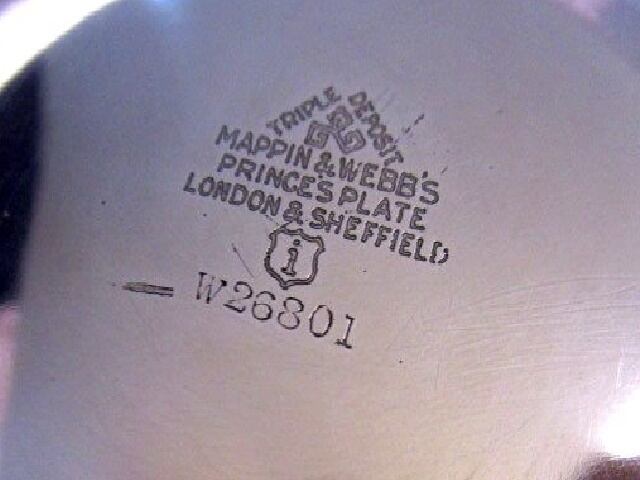 TRIPLE DEPOSIT
MAPPIN & WEBB'S
PRINCES PLATE
LONDON & SHEFFIELD
i
W26801